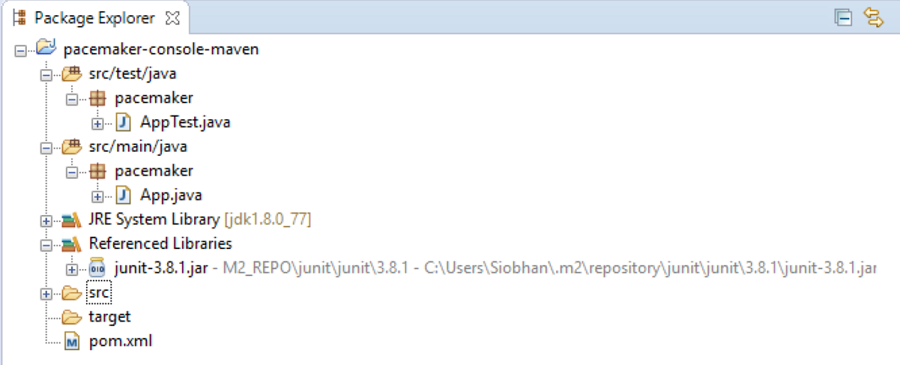 Package Explorer
pacemaker-console-maven
src/test/java
pacemaker
AppTest.java
src/main/java
pacemaker
App.java
JRE System Library [jdk1.8.0_77]
Referenced Libraries
junit-3.8.1.jar - M2_REPO\junit\junit\3.8.1 - C:\Users\Siobhan\.m2\repository\junit\junit\3.8.1\junit-3.8.1.jar
src
target
pom.xml